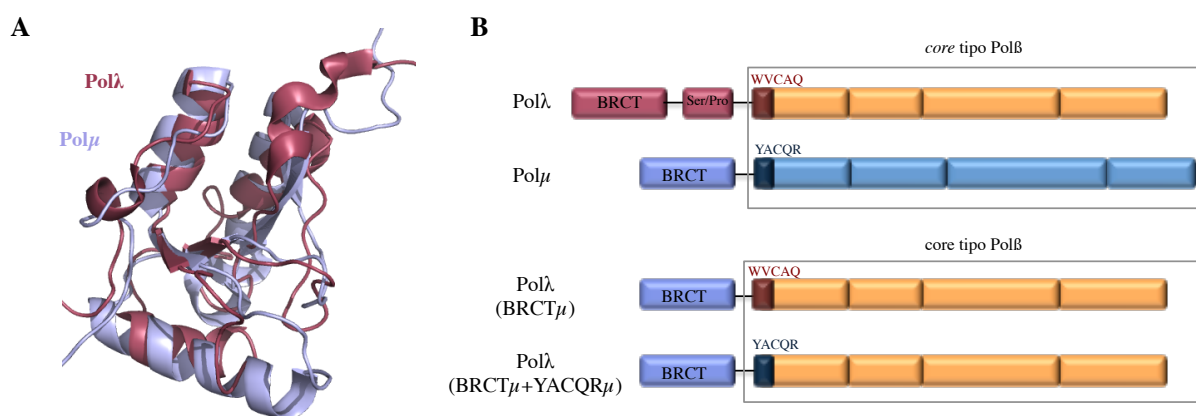 A
Polλ
Polμ
B
core tipo Polß
WVCAQ
Polλ
BRCT
Ser/Pro
YACQR
Polμ
BRCT
core tipo Polß
WVCAQ
Polλ
(BRCTμ)
BRCT
YACQR
Polλ
(BRCTμ+YACQRμ)
BRCT